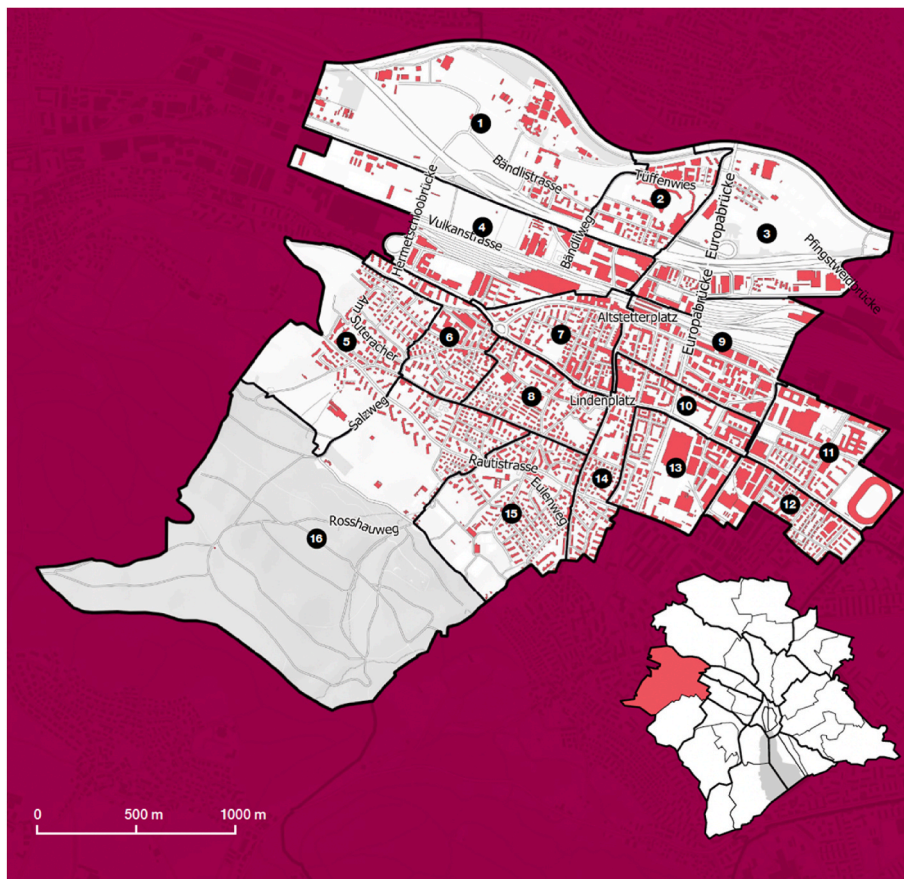 1
Bändlistrasse
Tüffenwies
2
Europabrücke
3
Hermetschloobrücke
4
Vulkanstrasse
Bändliweg
Pfingstweidbrücke
Europabrücke
Altstetterplatz
Am
Suteracher
5
6
7
9
8
Lindenplatz
10
Salzweg
11
Rautistrasse
13
14
12
Eulenweg
15
Rosshauweg
16
0
500 m
1000 m